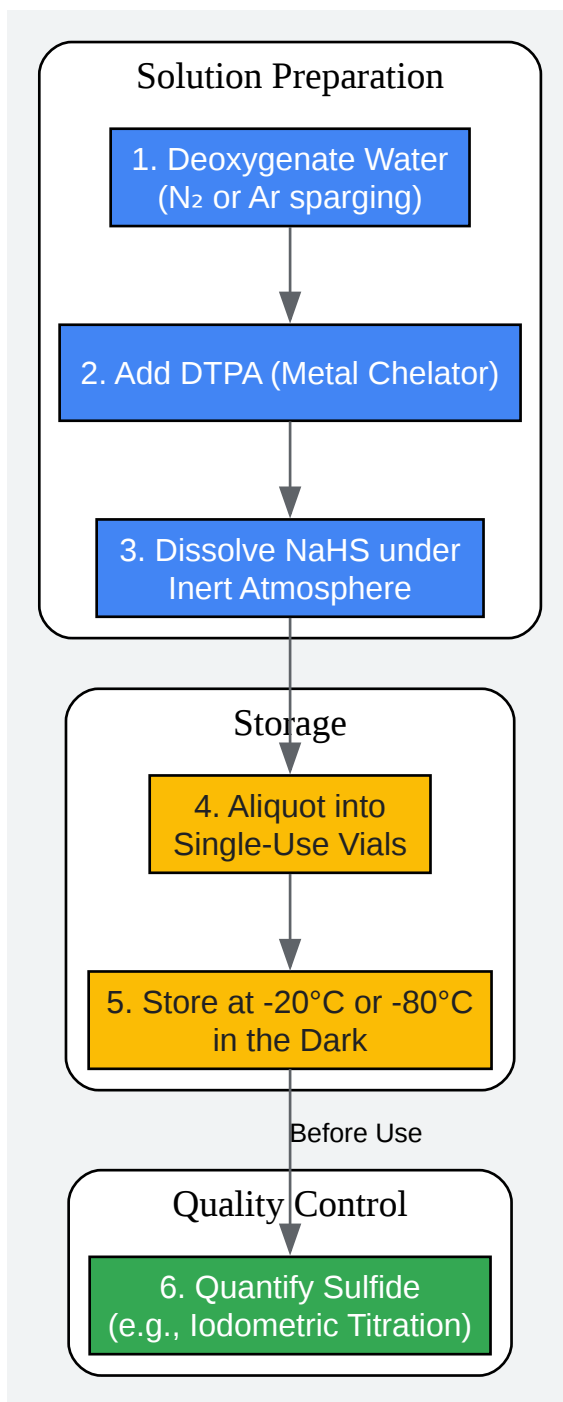 Solution Preparation
1. Deoxygenate Water
(N₂ or Ar sparging)
2. Add DTPA (Metal Chelator)
3. Dissolve NaHS under
Inert Atmosphere
Storage
4. Aliquot into
Single-Use Vials
5. Store at -20°C or -80°C
in the Dark
Before Use
Quality Control
6. Quantify Sulfide
(e.g., Iodometric Titration)